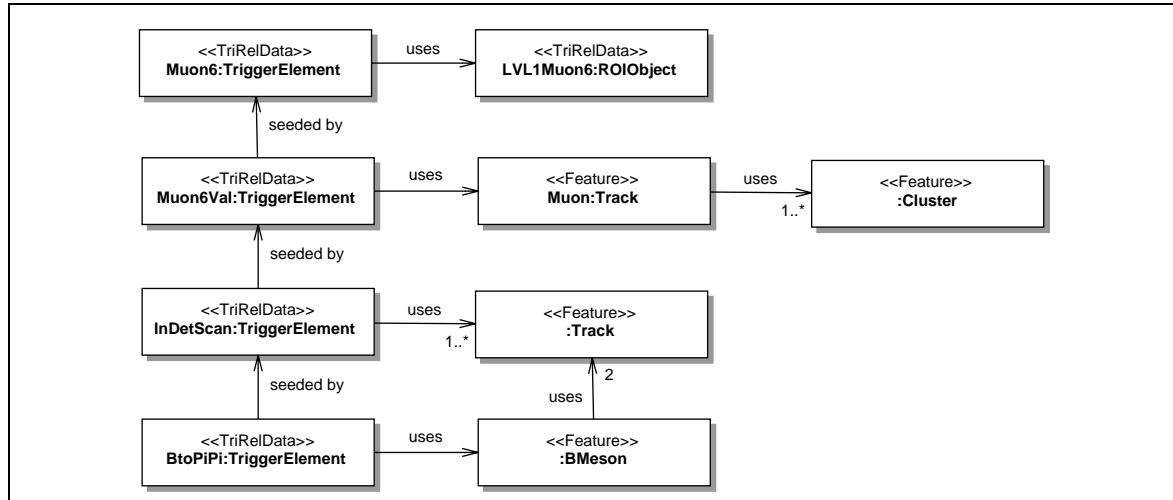 <<TriRelData>>
Muon6:TriggerElement
uses
<<TriRelData>>
LVL1Muon6:ROIObject
seeded by
<<TriRelData>>
Muon6Val:TriggerElement
uses
<<Feature>>
Muon:Track
uses
1..*
<<Feature>>
:Cluster
seeded by
<<TriRelData>>
InDetScan:TriggerElement
uses
1..*
<<Feature>>
:Track
seeded by
2
uses
<<TriRelData>>
BtoPiPi:TriggerElement
uses
<<Feature>>
:BMeson